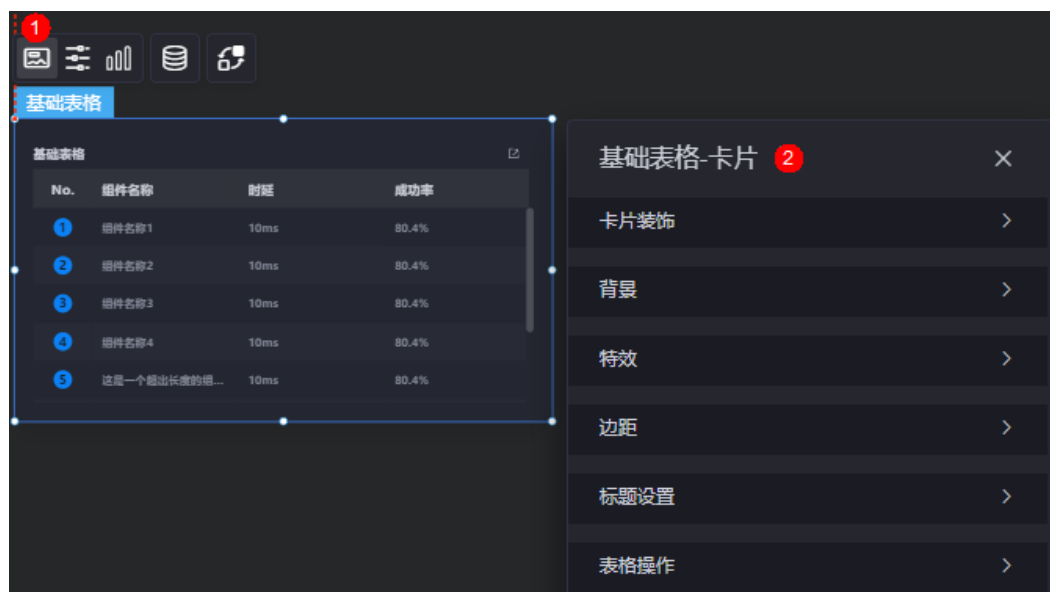 1
基础表格
基础表格
No. 组件名称 时延 成功率
1 组件名称1 10ms 80.4%
2 组件名称2 10ms 80.4%
3 组件名称3 10ms 80.4%
4 组件名称4 10ms 80.4%
5 这是一个超出长度的组... 10ms 80.4%
基础表格-卡片 2
卡片装饰
背景
特效
边距
标题设置
表格操作